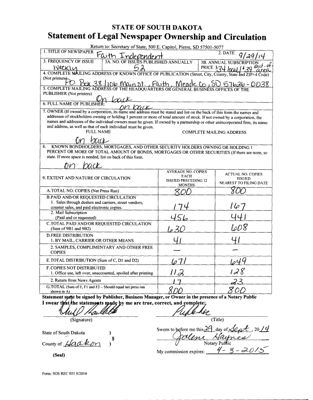 STATE OF SOUTH DAKOTA
Statement of Legal Newspaper Ownership and Circulation
Return to: Secretary of State, 500 E. Capitol, Pierre, SD 57501-5077
1. TITLE OF NEWSPAPER Faith Independent 2. DATE 9/29/14
3. FREQUENCY OF ISSUE Weekly 3A. NO. OF ISSUES PUBLISHED ANNUALLY 52 3B. ANNUAL SUBSCRIPTION PRICE $34 local/ $39 out-of-area
4. COMPLETE MAILING ADDRESS OF KNOWN OFFICE OF PUBLICATION (Street, City, County, State and ZIP+4 Code) (Not printers)
PO Box 38 Main St Faith Meade Co, SD 57626-0038
5. COMPLETE MAILING ADDRESS OF THE HEADQUARTERS OR GENERAL BUSINESS OFFICES OF THE PUBLISHER (Not printers)
on back
6. FULL NAME OF PUBLISHER: on back
7. OWNER (If owned by a corporation, its name and address must be stated and list on the back of this form the names and
addresses of stockholders owning or holding 1 percent or more of total amount of stock. If not owned by a corporation, the
names and addresses of the individual owners must be given. If owned by a partnership or other unincorporated firm, its name
and address, as well as that of each individual must be given.
FULL NAME COMPLETE MAILING ADDRESS
on back
8. KNOWN BONDHOLDERS, MORTGAGEES, AND OTHER SECURITY HOLDERS OWNING OR HOLDING 1
PERCENT OR MORE OF TOTAL AMOUNT OF BONDS, MORTGAGES OR OTHER SECURITIES (If there are none, so
state. If more space is needed, list on back of this form.
on back
9. EXTENT AND NATURE OF CIRCULATION AVERAGE NO. COPIES EACH ISSUED PRECEDING 12 MONTHS ACTUAL NO. COPIES ISSUED NEAREST TO FILING DATE
A. TOTAL NO. COPIES (Net Press Run) 800 800
B. PAID AND/OR REQUESTED CIRCULATION
1. Sales through dealers and carriers, street vendors, counter sales, and paid electronic copies. 174 167
2. Mail Subscriptions (Paid and or requested) 456 441
C. TOTAL PAID AND/OR REQUESTED CIRCULATION (Sum of 9B1 and 9B2) 630 608
D. FREE DISTRIBUTION
1. BY MAIL, CARRIER OR OTHER MEANS 41 41
2. SAMPLES, COMPLIMENTARY AND OTHER FREE COPIES — —
E. TOTAL DISTRIBUTION (Sum of C, D1 and D2) 671 649
F. COPIES NOT DISTRIBUTED
1. Office use, left over, unaccounted, spoiled after printing 112 128
2. Return from News Agents 17 23
G. TOTAL (Sum of E, F1 and F2 - Should equal net press run shown in A) 800 800
Statement must be signed by Publisher, Business Manager, or Owner in the presence of a Notary Public
I swear that the statements made by me are true, correct, and complete:
Publisher
(Signature) (Title)
State of South Dakota )
§
County of Haakon )
(Seal)
Sworn to before me this 29 day of Sept, 2014
Notary Public
My commission expires: 4-3-2015
Form: SOS REC 051 8/2014